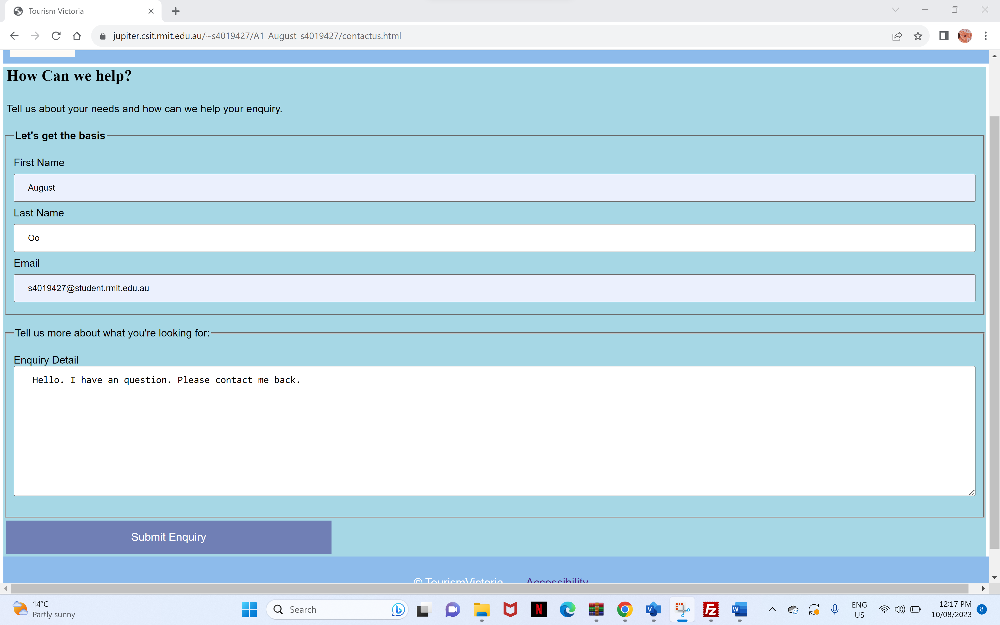 Tourism Victoria
jupiter.csit.rmit.edu.au/~s4019427/A1_August_s4019427/contactus.html
How Can we help?
Tell us about your needs and how can we help your enquiry.
Let's get the basis
First Name
August
Last Name
Oo
Email
s4019427@student.rmit.edu.au
Tell us more about what you're looking for:
Enquiry Detail
Hello. I have an question. Please contact me back.
Submit Enquiry
© TourismVictoria Accessibility
14°C
Partly sunny
Search
ENG
US
12:17 PM
10/08/2023
8